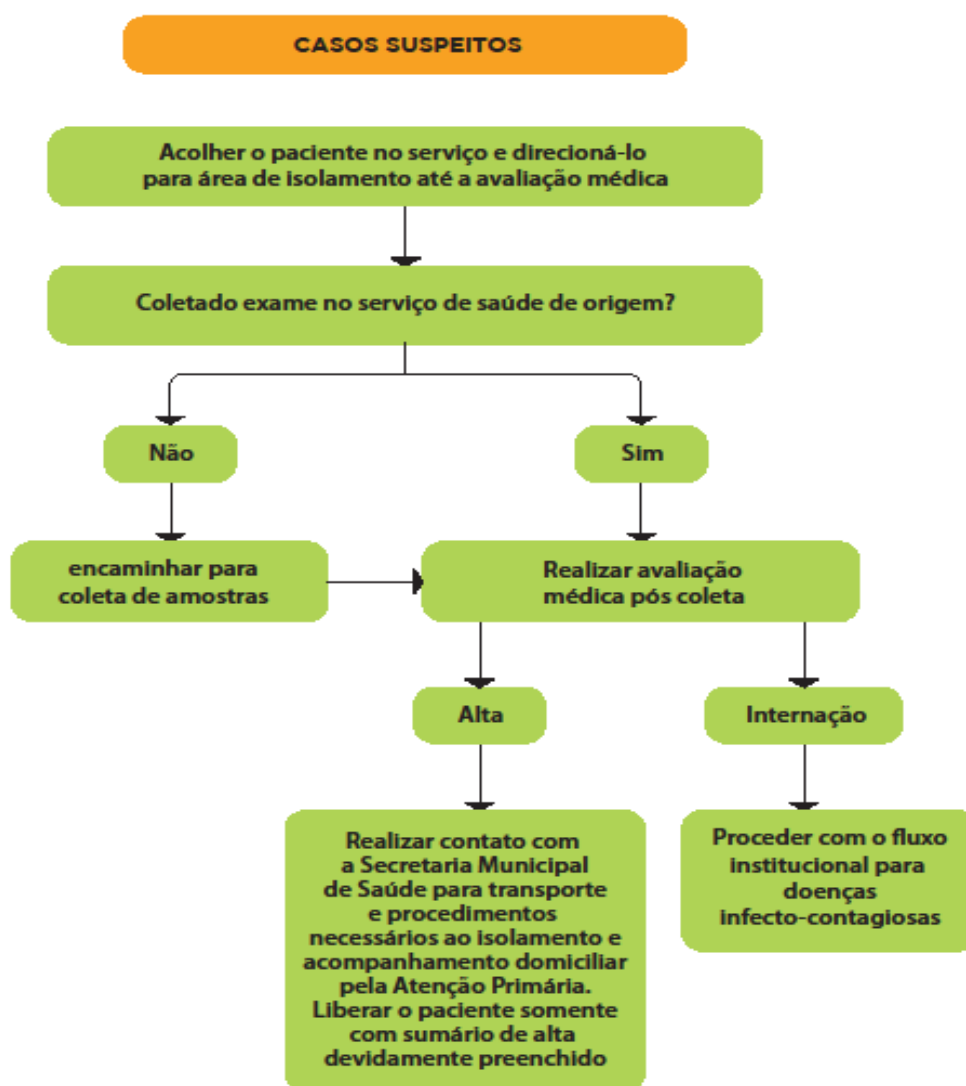 CASOS SUSPEITOS
Acolher o paciente no serviço e direcioná-lo
para área de isolamento até a avaliação médica
Coletado exame no serviço de saúde de origem?
Não
Sim
encaminhar para
coleta de amostras
Realizar avaliação
médica pós coleta
Alta
Internação
Realizar contato com
a Secretaria Municipal
de Saúde para transporte
e procedimentos
necessários ao isolamento e
acompanhamento domiciliar
pela Atenção Primária.
Liberar o paciente somente
com sumário de alta
devidamente preenchido
Proceder com o fluxo
institucional para
doenças
infecto-contagiosas